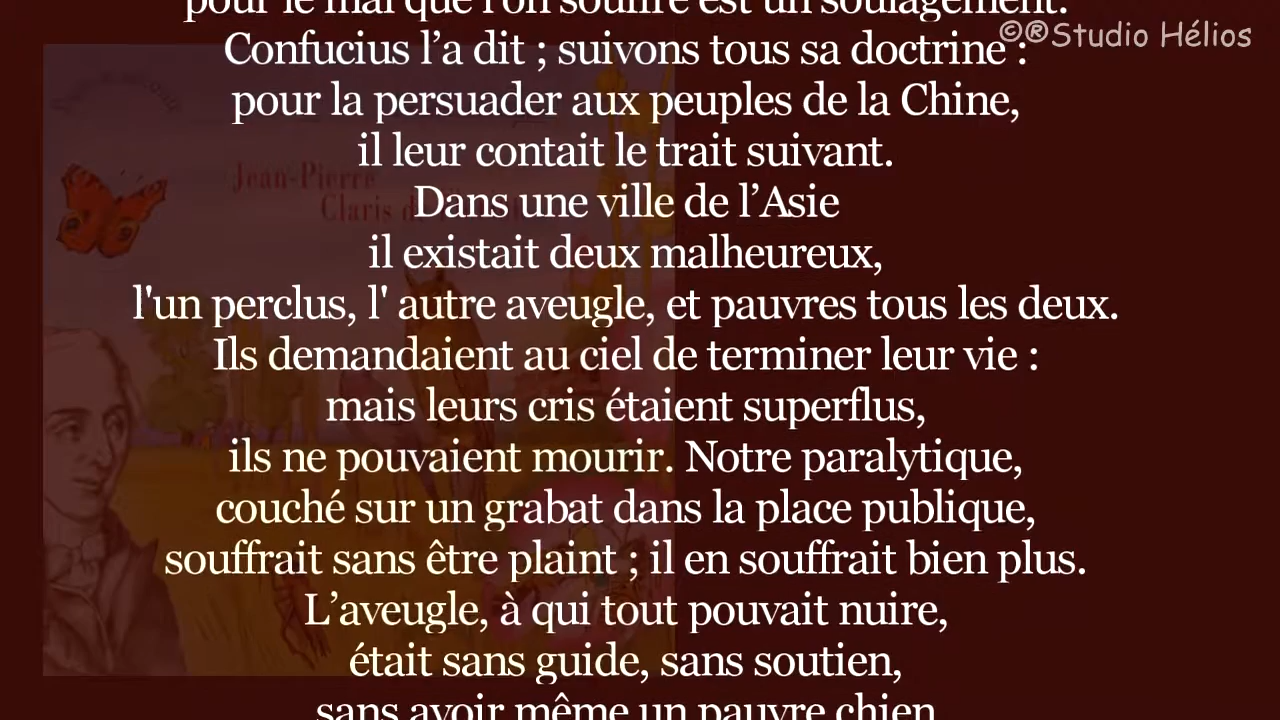 pour le mal que l'on souffre est un soulagement.
©®Studio Hélios
Confucius l’a dit ; suivons tous sa doctrine :
pour la persuader aux peuples de la Chine,
il leur contait le trait suivant.
Jean-Pierre
Claris
Dans une ville de l’Asie
il existait deux malheureux,
l'un perclus, l' autre aveugle, et pauvres tous les deux.
Ils demandaient au ciel de terminer leur vie :
mais leurs cris étaient superflus,
ils ne pouvaient mourir. Notre paralytique,
couché sur un grabat dans la place publique,
souffrait sans être plaint ; il en souffrait bien plus.
L’aveugle, à qui tout pouvait nuire,
était sans guide, sans soutien,
sans avoir même un pauvre chien